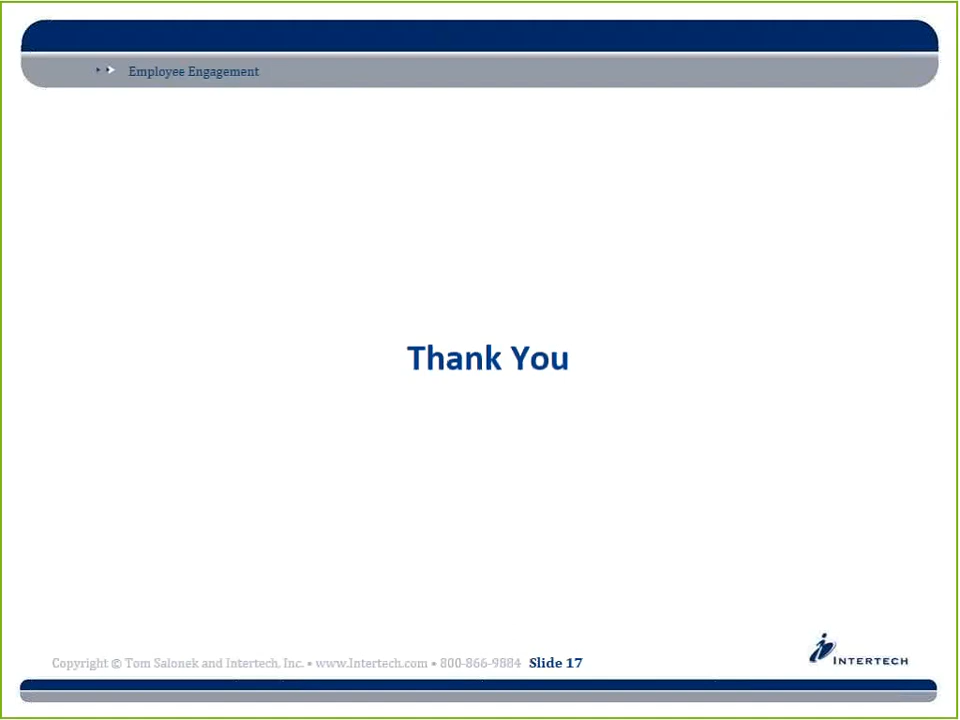 Employee Engagement
Thank You
Copyright © Tom Salonek and Intertech, Inc. • www.Intertech.com • 800-866-9884 Slide 17
INTERTECH